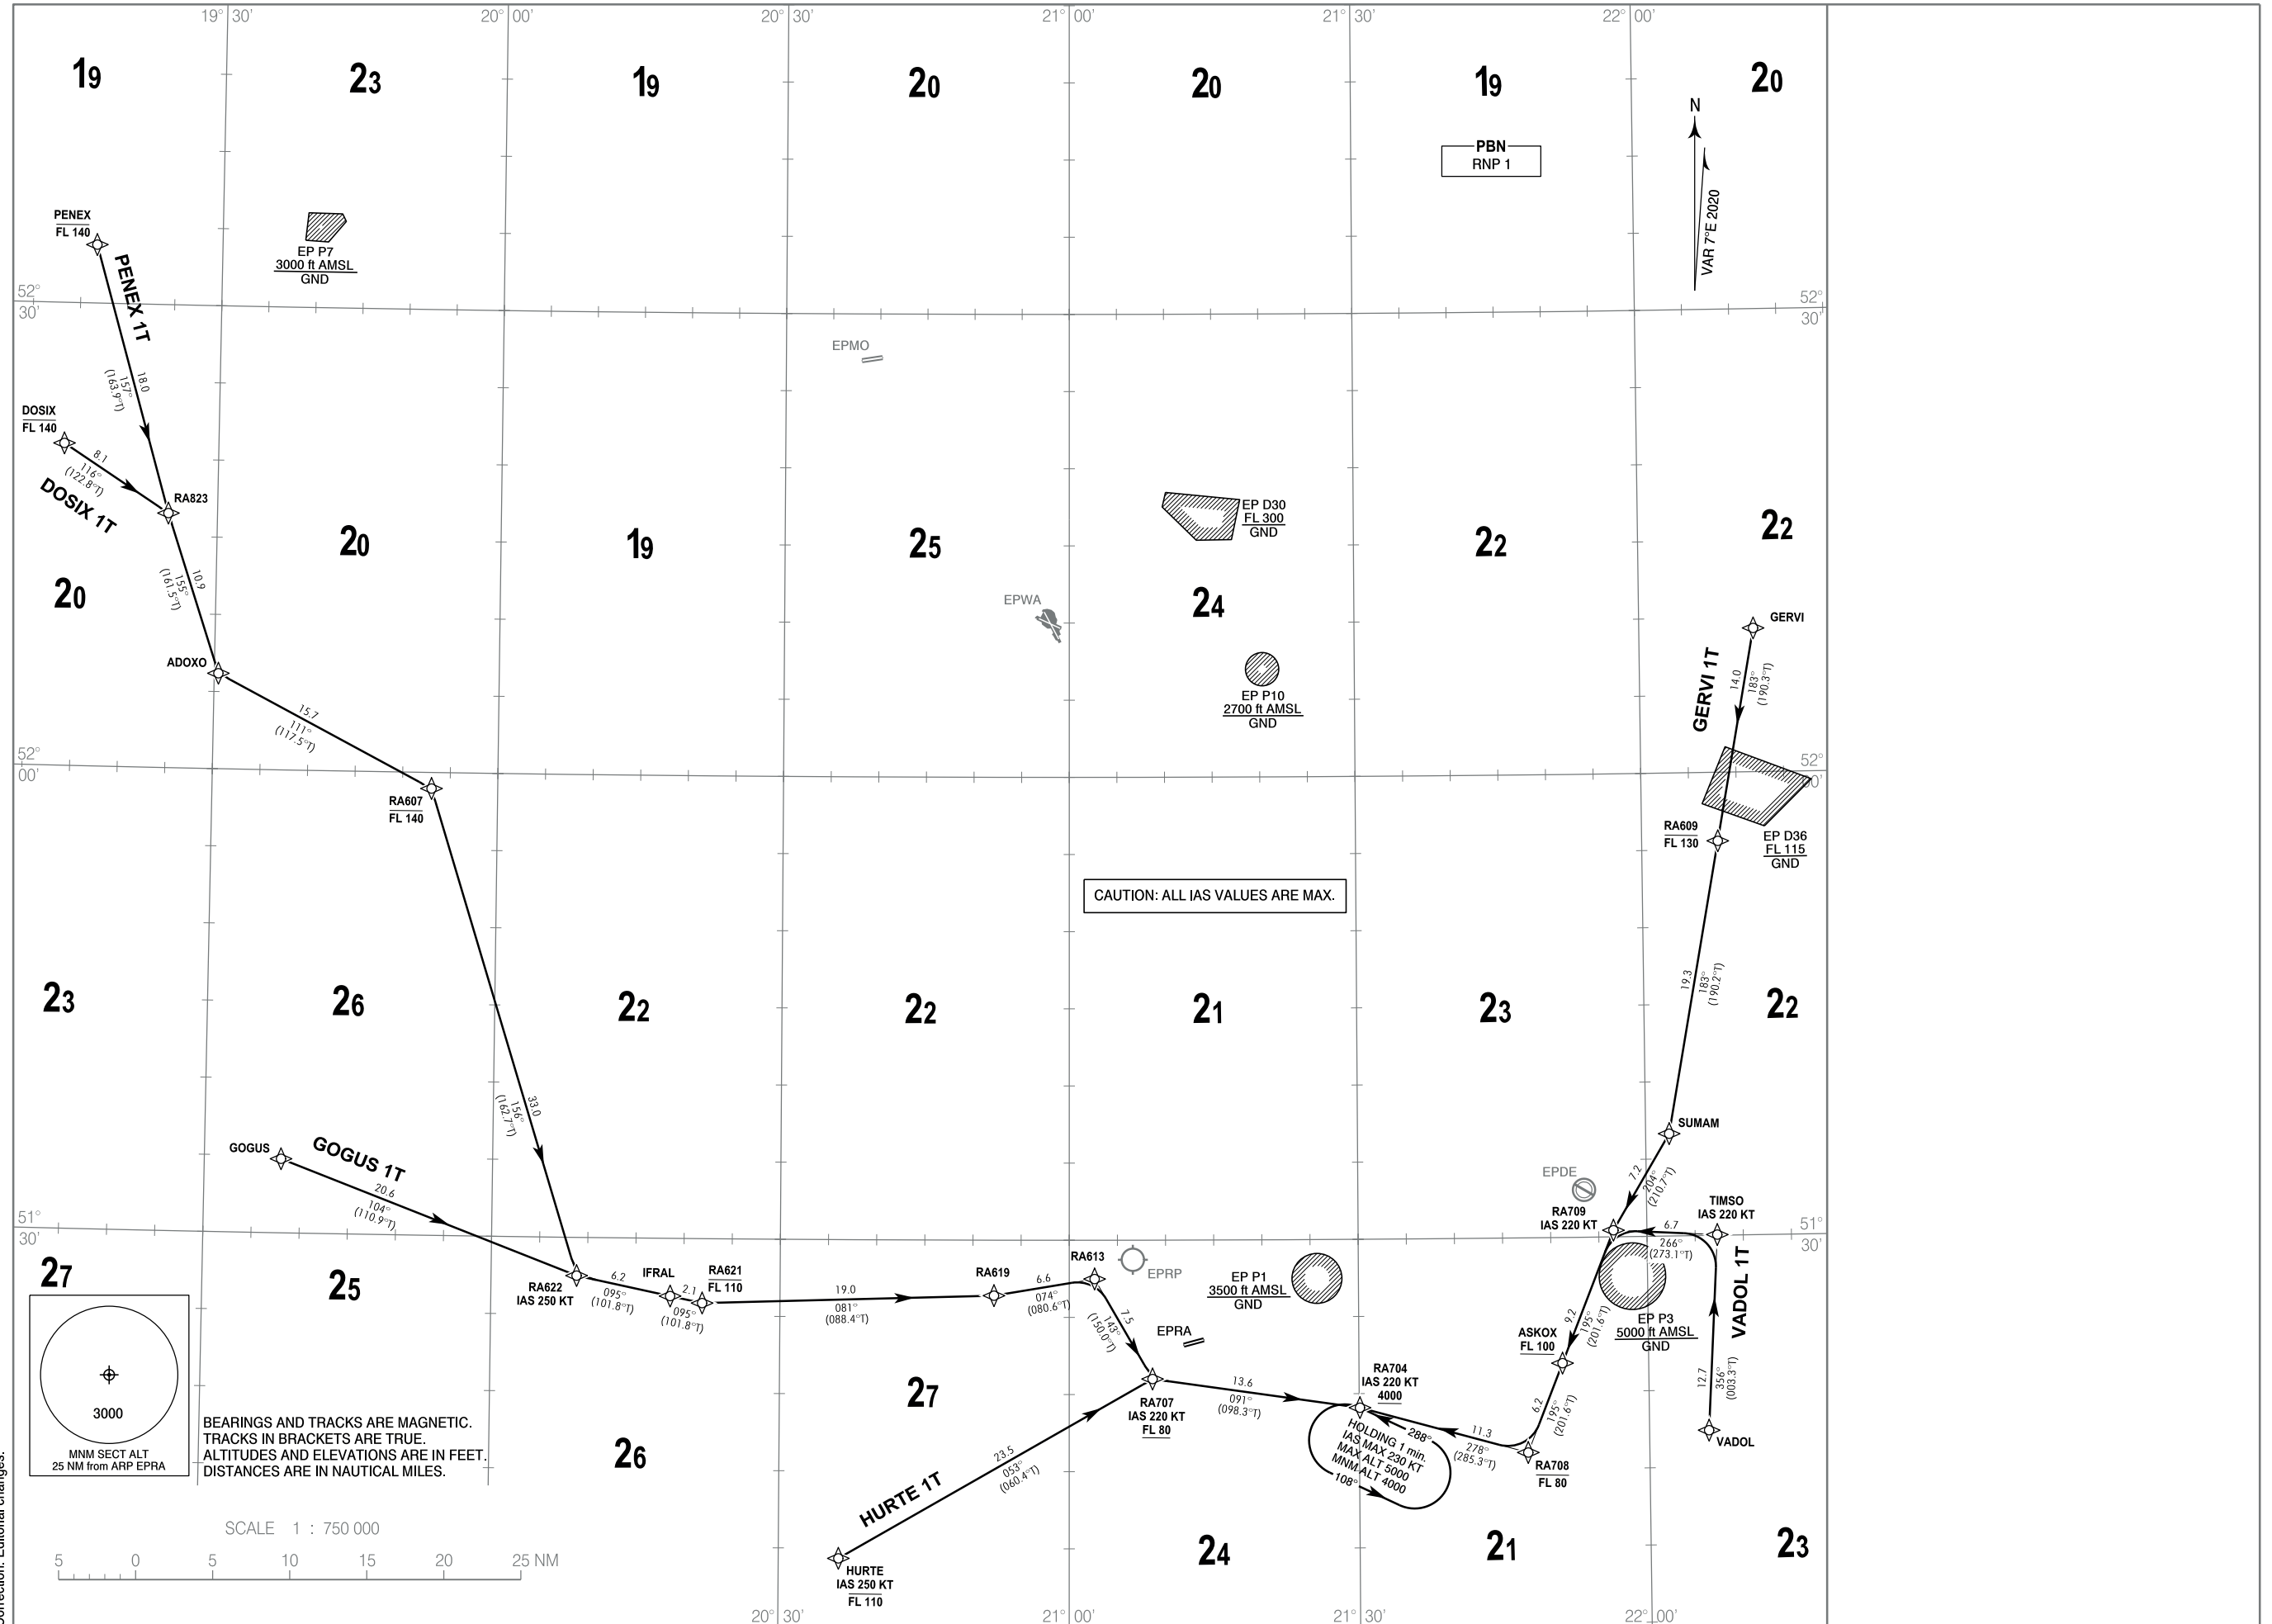 19° 30'
20° 00'
20° 30'
21° 00'
21° 30'
22° 00'
19
23
19
20
20
19
20
N
VAR 7°E 2020
PBN
RNP 1
PENEX
FL 140
PENEX 1T
18.0
157°
(163.9°T)
EP P7
3000 ft AMSL
GND
52°
30'
52°
30'
EPMO
DOSIX
FL 140
8.1
116°
(122.8°T)
DOSIX 1T
RA823
10.9
155°
(161.5°T)
20
20
19
25
EP D30
FL 300
GND
24
22
22
EPWA
EP P10
2700 ft AMSL
GND
GERVI
GERVI 1T
14.0
183°
(190.3°T)
ADOXO
15.7
111°
(117.5°T)
52°
00'
RA607
FL 140
RA609
FL 130
EP D36
FL 115
GND
CAUTION: ALL IAS VALUES ARE MAX.
23
26
22
22
21
23
22
19.3
183°
(190.2°T)
33.0
156°
(162.7°T)
SUMAM
7.2
204°
(210.7°T)
GOGUS
GOGUS 1T
20.6
104°
(110.9°T)
EPDE
RA709
IAS 220 KT
TIMSO
IAS 220 KT
6.7
266°
(273.1°T)
51°
30'
51°
30'
27
25
RA622
IAS 250 KT
6.2
095°
(101.8°T)
IFRAL
2.1
095°
(101.8°T)
RA621
FL 110
19.0
081°
(088.4°T)
RA619
6.6
074°
(080.6°T)
RA613
EPRP
7.5
143°
(150.0°T)
EP P1
3500 ft AMSL
GND
EPRA
9.2
195°
(201.6°T)
EP P3
5000 ft AMSL
GND
VADOL 1T
12.7
356°
(003.3°T)
VADOL
ASKOX
FL 100
6.2
195°
(201.6°T)
RA708
FL 80
11.3
278°
(285.3°T)
RA704
IAS 220 KT
4000
288°
HOLDING 1 min.
IAS MAX 230 KT
MAX ALT 5000
MNM ALT 4000
108°
13.6
091°
(098.3°T)
RA707
IAS 220 KT
FL 80
27
26
24
21
23
23.5
053°
(060.4°T)
HURTE 1T
HURTE
IAS 250 KT
FL 110
3000
MNM SECT ALT
25 NM from ARP EPRA
BEARINGS AND TRACKS ARE MAGNETIC.
TRACKS IN BRACKETS ARE TRUE.
ALTITUDES AND ELEVATIONS ARE IN FEET.
DISTANCES ARE IN NAUTICAL MILES.
SCALE 1 : 750 000
5 0 5 10 15 20 25 NM
20° 30'
21° 00'
21° 30'
22° 00'
Editorial changes.